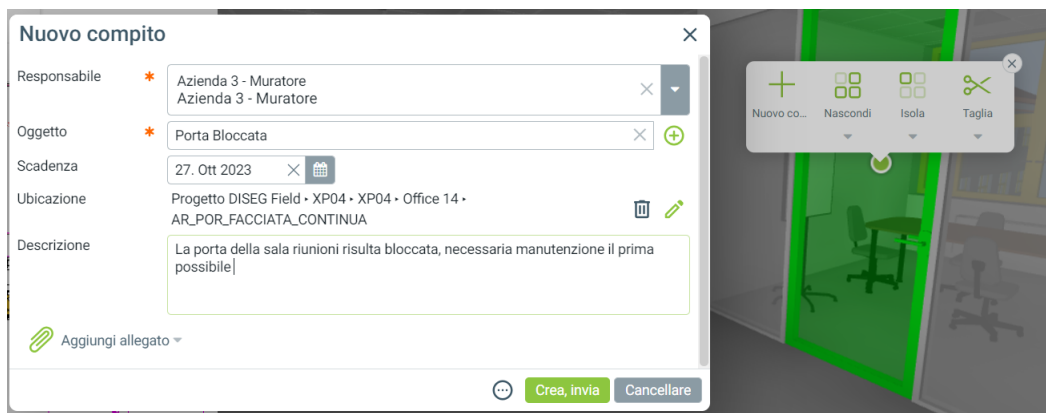 Nuovo compito
Responsabile *
Azienda 3 - Muratore
Azienda 3 - Muratore
Oggetto *
Porta Bloccata
Scadenza
27. Ott 2023
Ubicazione
Progetto DISEG Field ▸ XP04 ▸ XP04 ▸ Office 14 ▸
AR_POR_FACCIATA_CONTINUA
Descrizione
La porta della sala riunioni risulta bloccata, necessaria manutenzione il prima
possibile
Aggiungi allegato
Crea, invia
Cancellare
Nuovo co...
Nascondi
Isola
Taglia